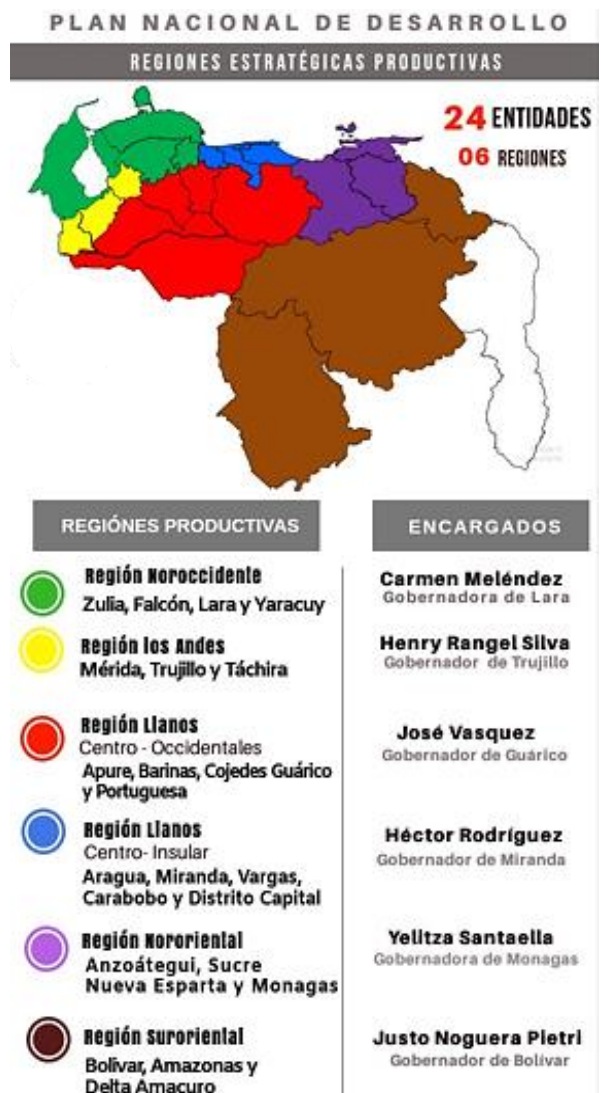 PLAN NACIONAL DE DESARROLLO
REGIONES ESTRATÉGICAS PRODUCTIVAS
24 ENTIDADES
06 REGIONES
REGIÓNES PRODUCTIVAS
ENCARGADOS
Región Noroccidente
Zulia, Falcón, Lara y Yaracuy
Carmen Meléndez
Gobernadora de Lara
Región los Andes
Mérida, Trujillo y Táchira
Henry Rangel Silva
Gobernador de Trujillo
Región Llanos
Centro - Occidentales
Apure, Barinas, Cojedes Guárico
y Portuguesa
José Vasquez
Gobernador de Guárico
Región Llanos
Centro- Insular
Aragua, Miranda, Vargas,
Carabobo y Distrito Capital
Héctor Rodríguez
Gobernador de Miranda
Región Nororiental
Anzoátegui, Sucre
Nueva Esparta y Monagas
Yelitza Santaella
Gobernadora de Monagas
Región Suroriental
Bolivar, Amazonas y
Delta Amacuro
Justo Noguera Pietri
Gobernador de Bolívar